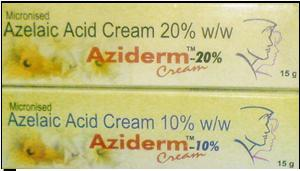 Micronised
Azelaic Acid Cream 20% w/w
Aziderm™-20%
Cream
15 g
Micronised
Azelaic Acid Cream 10% w/w
Aziderm™-10%
Cream
15 g